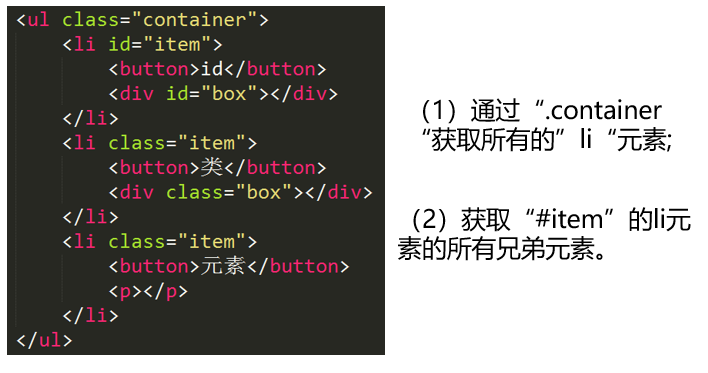 <ul class="container">
<li id="item">
<button>id</button>
<div id="box"></div>
</li>
<li class="item">
<button>类</button>
<div class="box"></div>
</li>
<li class="item">
<button>元素</button>
<p></p>
</li>
</ul>
（1）通过“.container
“获取所有的”li“元素;
（2）获取“#item”的li元
素的所有兄弟元素。